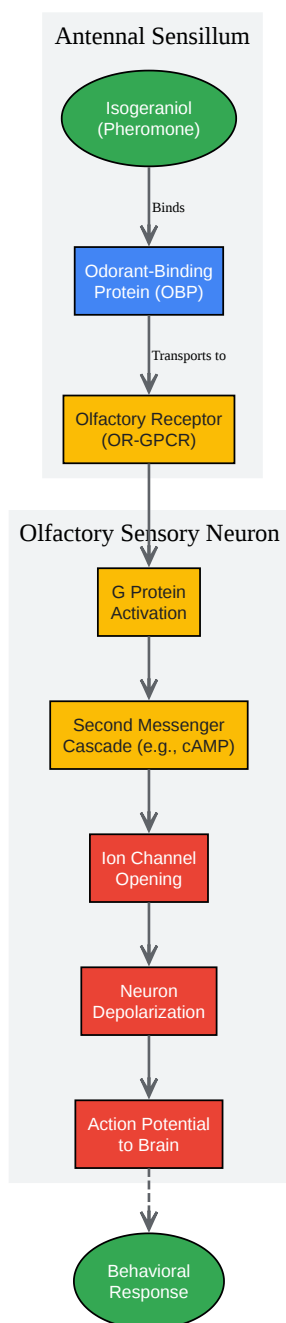 Antennal Sensillum
Isogeraniol
(Pheromone)
Binds
Odorant-Binding
Protein (OBP)
Transports to
Olfactory Receptor
(OR-GPCR)
Olfactory Sensory Neuron
G Protein
Activation
Second Messenger
Cascade (e.g., cAMP)
Ion Channel
Opening
Neuron
Depolarization
Action Potential
to Brain
Behavioral
Response